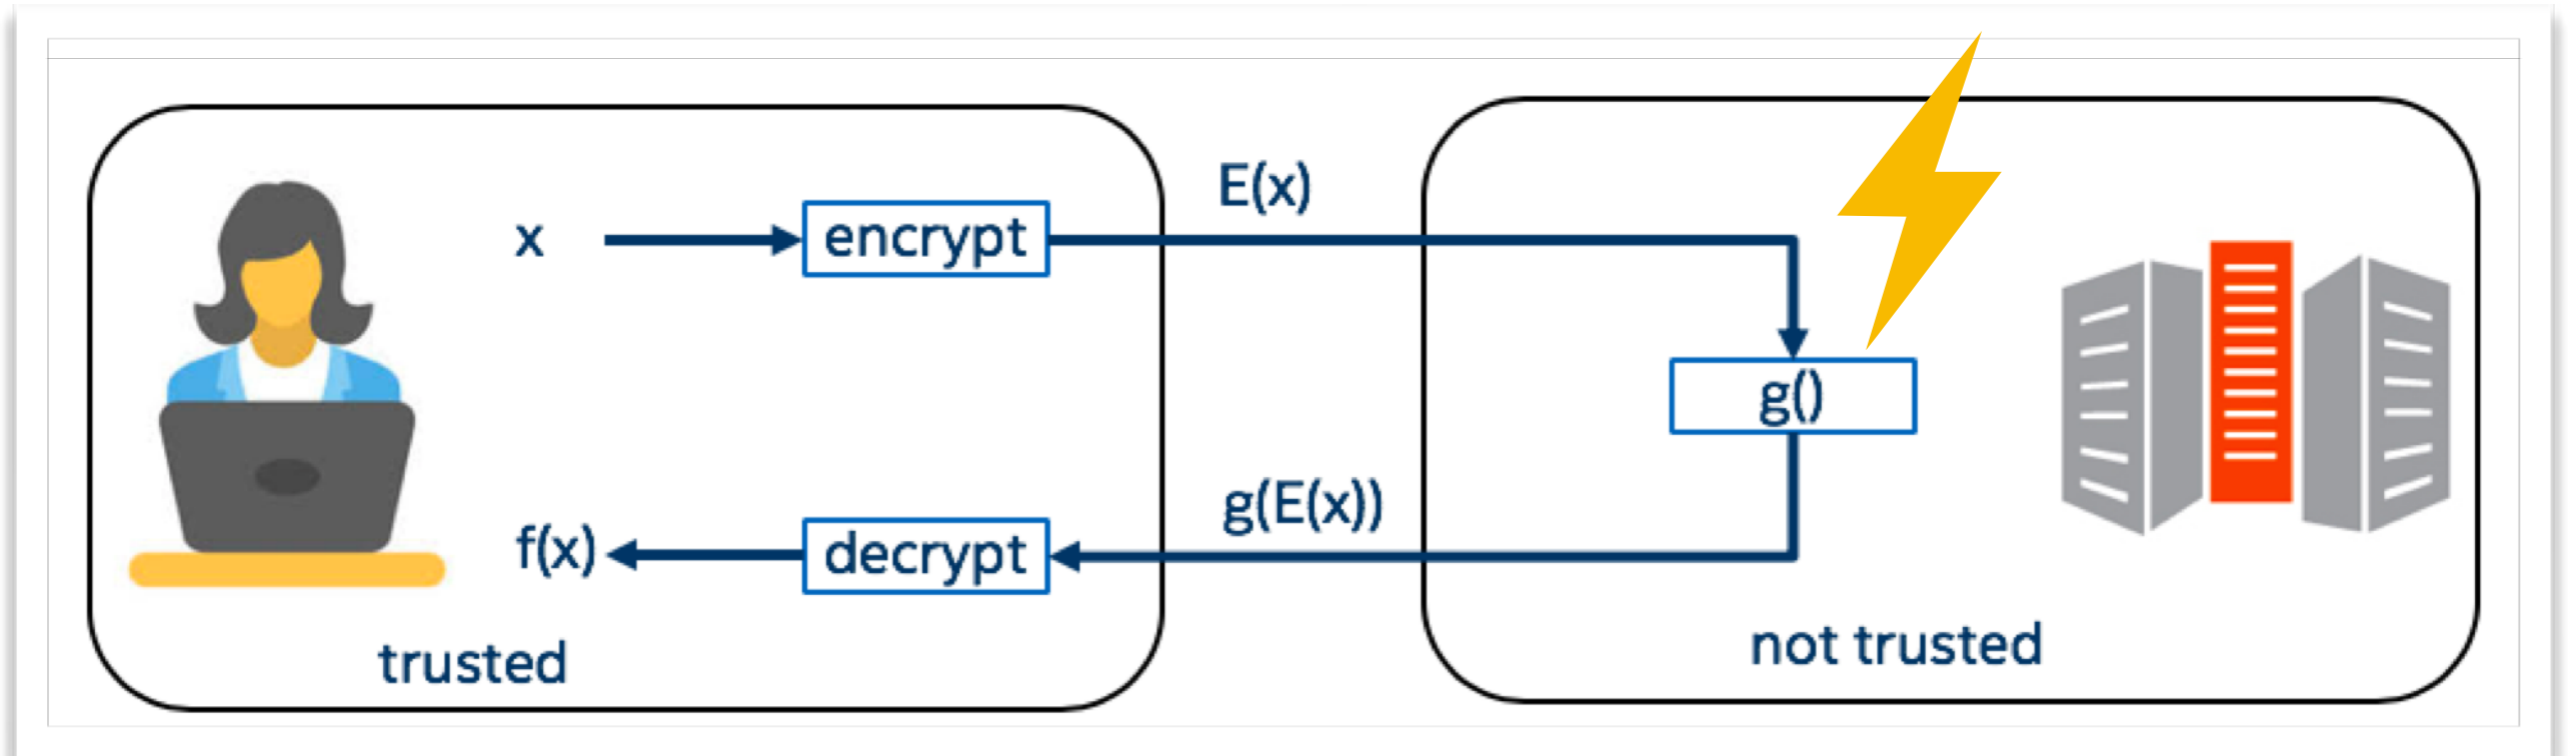 x
encrypt
E(x)
g()
f(x)
decrypt
g(E(x))
trusted
not trusted